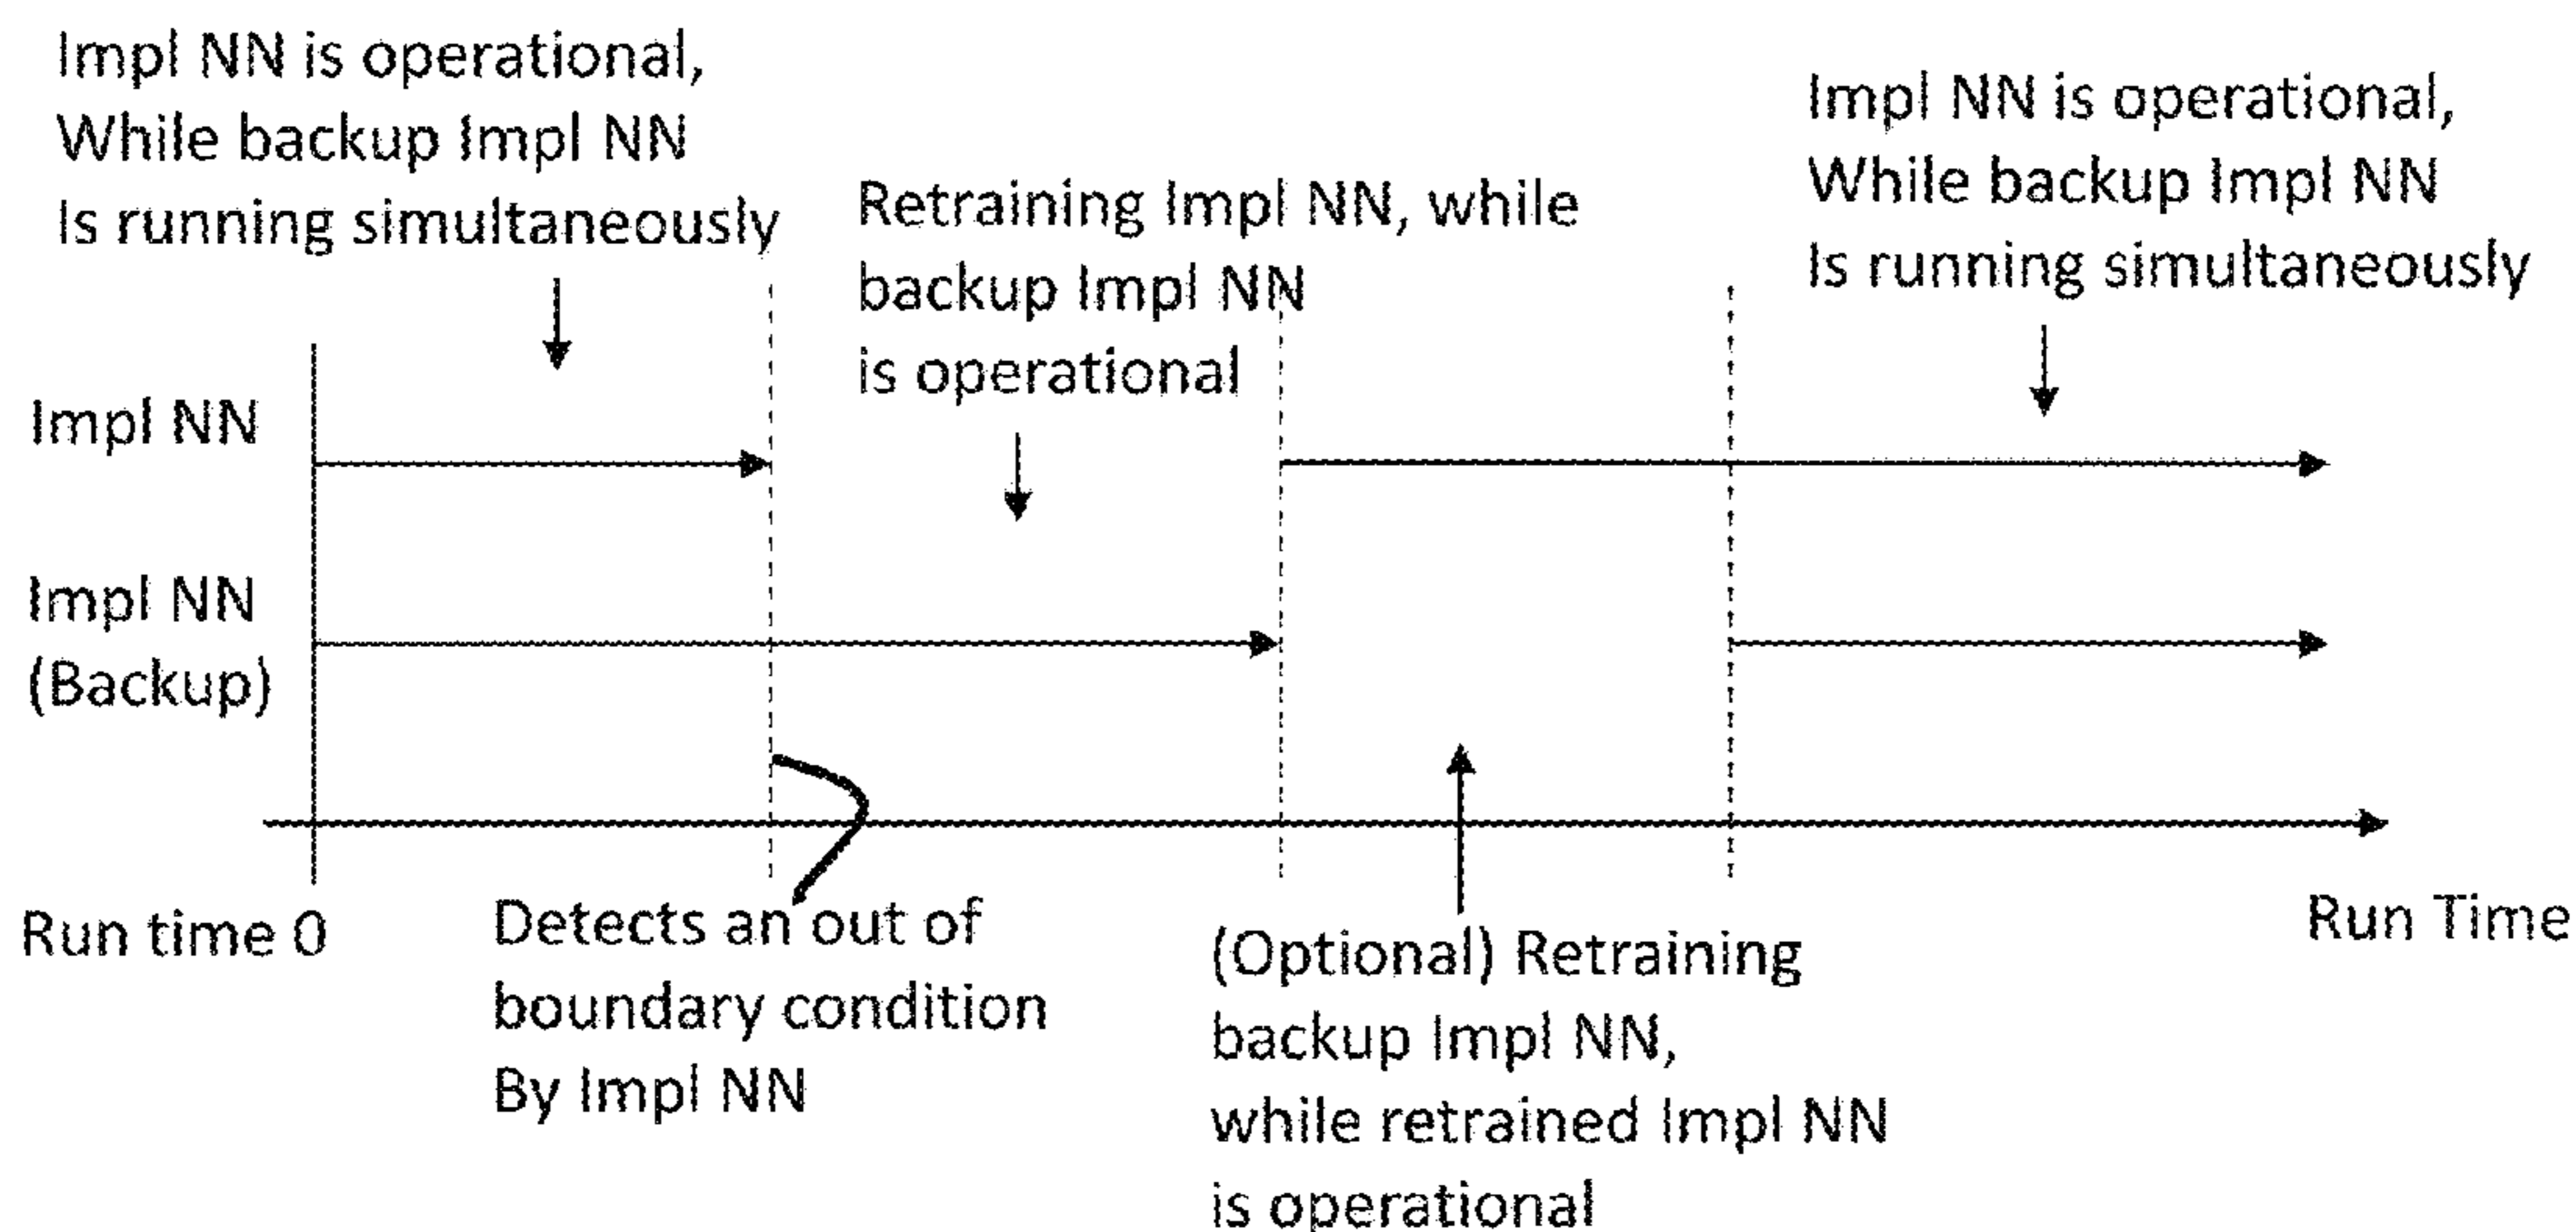 Impl NN is operational,
While backup Impl NN
Is running simultaneously
Retraining Impl NN, while
backup Impl NN
is operational
Impl NN is operational,
While backup Impl NN
Is running simultaneously
Impl NN
Impl NN
(Backup)
Run time 0
Detects an out of
boundary condition
By Impl NN
(Optional) Retraining
backup Impl NN,
while retrained Impl NN
is operational
Run Time